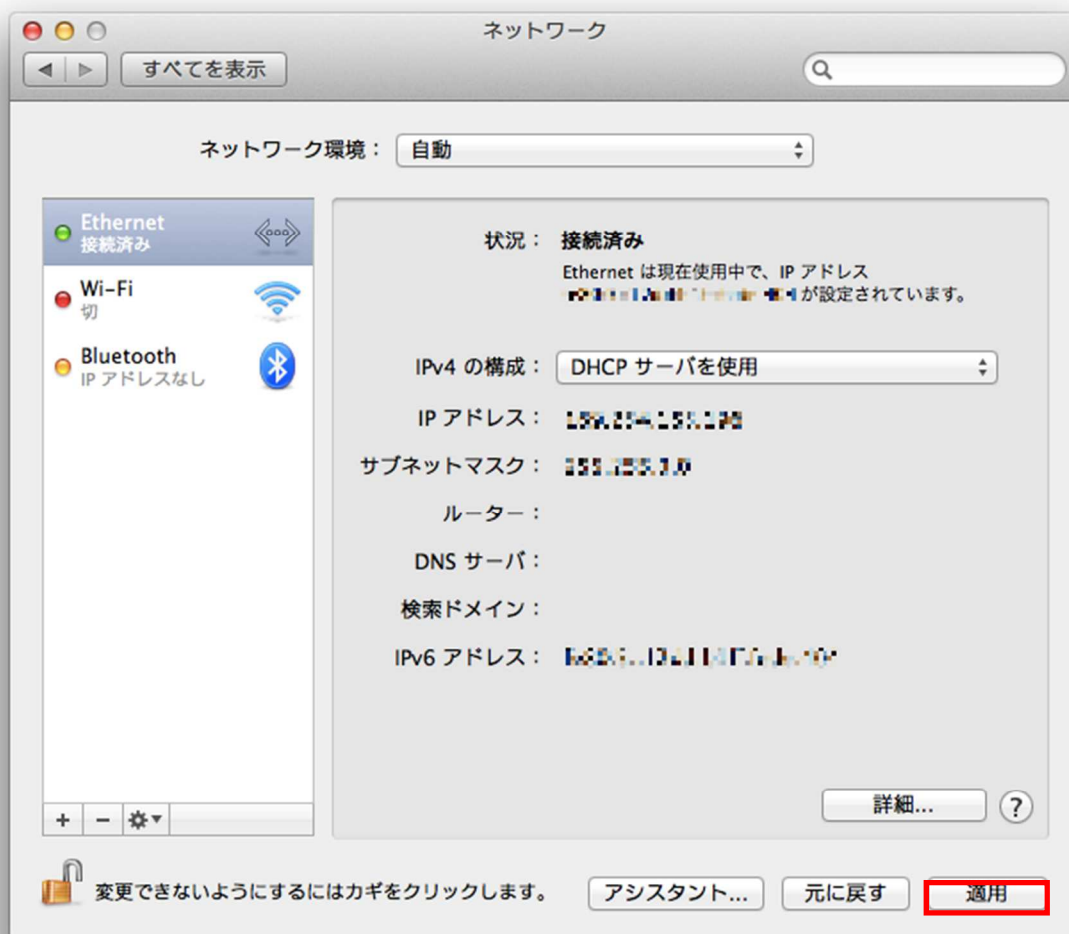 ネットワーク
すべてを表示
ネットワーク環境： 自動
Ethernet
接続済み
Wi-Fi
切
Bluetooth
IP アドレスなし
状況： 接続済み
Ethernet は現在使用中で、IP アドレス
が設定されています。
IPv4 の構成： DHCP サーバを使用
IP アドレス：
サブネットマスク：
ルーター：
DNS サーバ：
検索ドメイン：
IPv6 アドレス：
詳細... ?
変更できないようにするにはカギをクリックします。 アシスタント... 元に戻す 適用